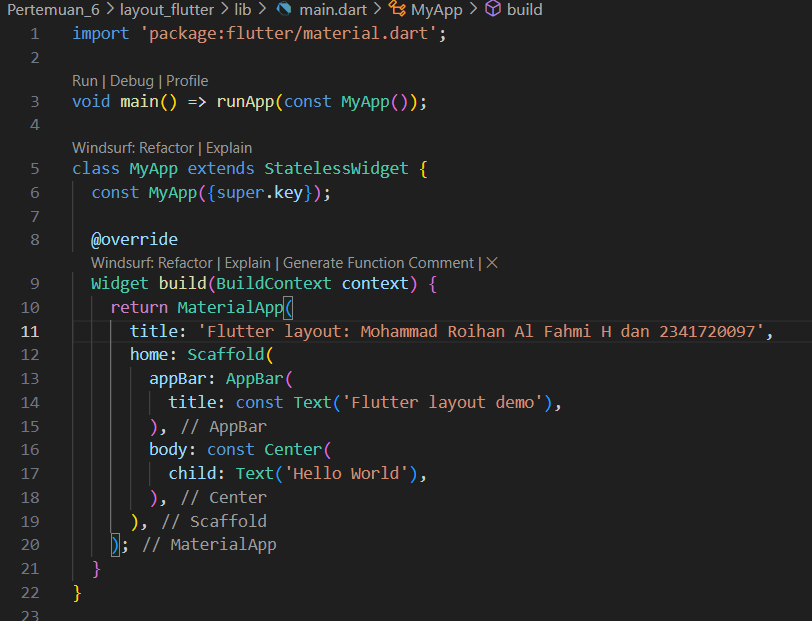 Pertemuan_6 > layout_flutter > lib > main.dart > MyApp > build
1 import 'package:flutter/material.dart';
2
Run | Debug | Profile
3 void main() => runApp(const MyApp());
4
Windsurf: Refactor | Explain
5 class MyApp extends StatelessWidget {
6 const MyApp({super.key});
7
8 @override
Windsurf: Refactor | Explain | Generate Function Comment | ×
9 Widget build(BuildContext context) {
10 return MaterialApp(
11 title: 'Flutter layout: Mohammad Roihan Al Fahmi H dan 2341720097',
12 home: Scaffold(
13 appBar: AppBar(
14 title: const Text('Flutter layout demo'),
15 ), // AppBar
16 body: const Center(
17 child: Text('Hello World'),
18 ), // Center
19 ), // Scaffold
20 ); // MaterialApp
21 }
22 }
23